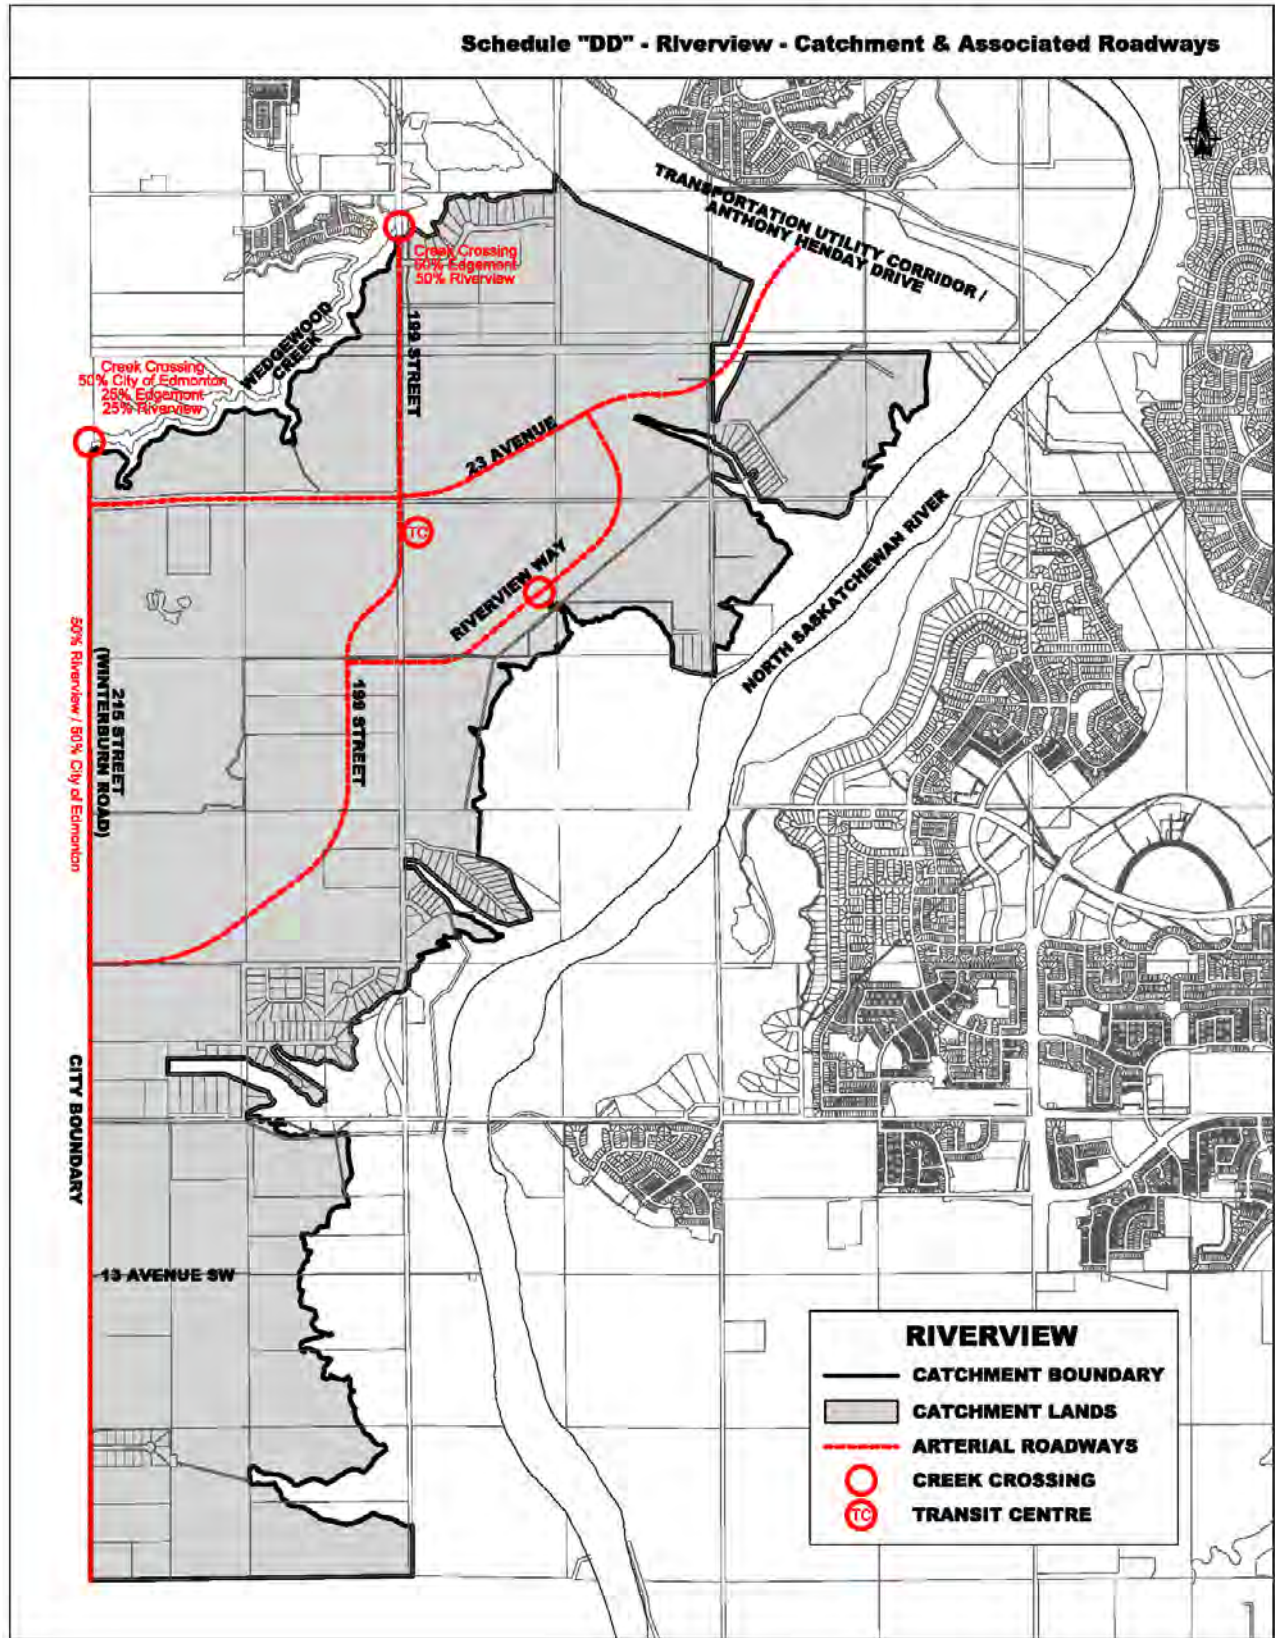 Schedule "DD" - Riverview - Catchment & Associated Roadways
N
TRANSPORTATION UTILITY CORRIDOR /
ANTHONY HENDAY DRIVE
Creek Crossing
50% Edgemont
50% Riverview
WEDGEWOOD
CREEK
199 STREET
Creek Crossing
50% City of Edmonton
25% Edgemont
25% Riverview
23 AVENUE
TC
RIVERVIEW WAY
NORTH SASKATCHEWAN RIVER
50% Riverview / 50% City of Edmonton
215 STREET
(WINTERBURN ROAD)
199 STREET
CITY BOUNDARY
13 AVENUE SW
RIVERVIEW
CATCHMENT BOUNDARY
CATCHMENT LANDS
ARTERIAL ROADWAYS
CREEK CROSSING
TC TRANSIT CENTRE